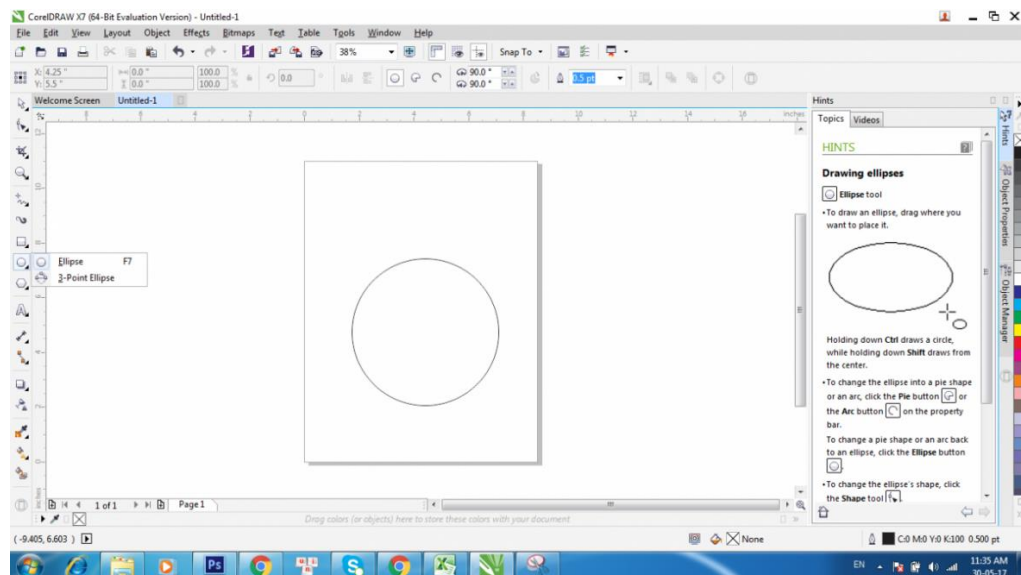 CorelDRAW X7 (64-Bit Evaluation Version) - Untitled-1
File Edit View Layout Object Effects Bitmaps Text Table Tools Window Help
38% Snap To
X: 4.25 " 0.0 " 100.0 % 0.0 ° 90.0 ° 0.5 pt
Y: 5.5 " 0.0 " 100.0 % 90.0 °
Welcome Screen Untitled-1
inches
Ellipse F7
3-Point Ellipse
Hints
Topics Videos
HINTS
Drawing ellipses
Ellipse tool
•To draw an ellipse, drag where you
want to place it.
Holding down Ctrl draws a circle,
while holding down Shift draws from
the center.
•To change the ellipse into a pie shape
or an arc, click the Pie button or
the Arc button on the property
bar.
To change a pie shape or an arc back
to an ellipse, click the Ellipse button
.
•To change the ellipse's shape, click
the Shape tool .
Hints
Object Properties
Object Manager
1 of 1 Page 1
Drag colors (or objects) here to store these colors with your document
( -9.405, 6.603 ) None C:0 M:0 Y:0 K:100 0.500 pt
Ps
EN 11:35 AM
30-05-17